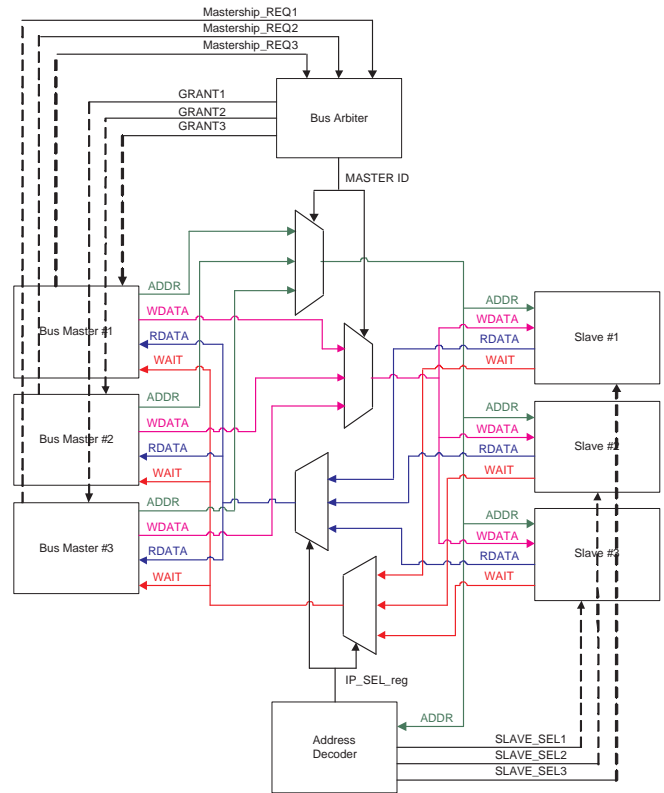 Mastership_REQ1
Mastership_REQ2
Mastership_REQ3
GRANT1
GRANT2
GRANT3
Bus Arbiter
MASTER ID
ADDR
Bus Master #1
WDATA
RDATA
WAIT
ADDR
Bus Master #2
WDATA
RDATA
WAIT
ADDR
Bus Master #3
WDATA
RDATA
WAIT
ADDR
WDATA
Slave #1
RDATA
WAIT
ADDR
WDATA
Slave #2
RDATA
WAIT
ADDR
WDATA
Slave #3
RDATA
WAIT
IP_SEL_reg
ADDR
Address
Decoder
SLAVE_SEL1
SLAVE_SEL2
SLAVE_SEL3